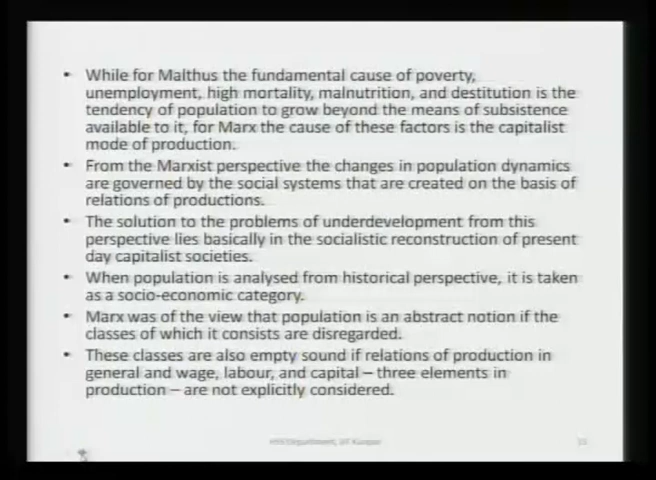 • While for Malthus the fundamental cause of poverty,
unemployment, high mortality, malnutrition, and destitution is the
tendency of population to grow beyond the means of subsistence
available to it, for Marx the cause of these factors is the capitalist
mode of production.
• From the Marxist perspective the changes in population dynamics
are governed by the social systems that are created on the basis of
relations of productions.
• The solution to the problems of underdevelopment from this
perspective lies basically in the socialistic reconstruction of present
day capitalist societies.
• When population is analysed from historical perspective, it is taken
as a socio-economic category.
• Marx was of the view that population is an abstract notion if the
classes of which it consists are disregarded.
• These classes are also empty sound if relations of production in
general and wage, labour, and capital – three elements in
production – are not explicitly considered.
HSS Department, IIT Kanpur